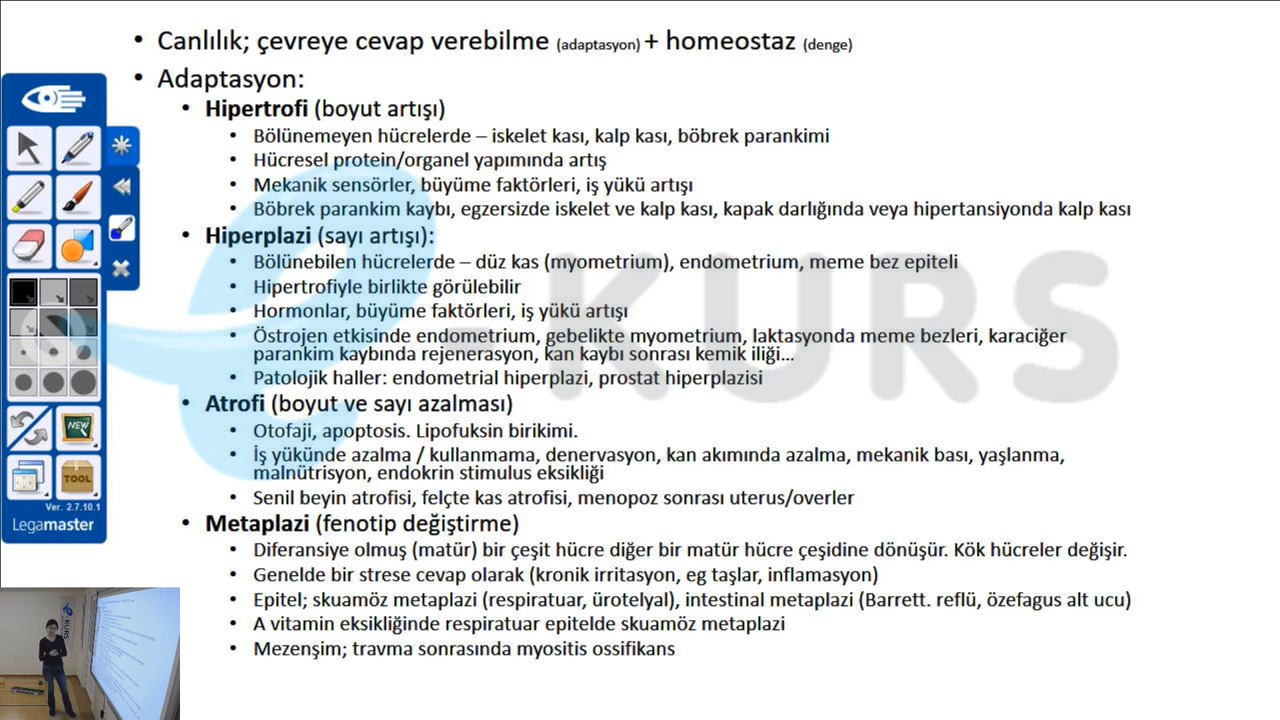 Canlılık; çevreye cevap verebilme (adaptasyon) + homeostaz (denge)
Adaptasyon:
Hipertrofi (boyut artışı)
Bölünemeyen hücrelerde – iskelet kası, kalp kası, böbrek parankimi
Hücresel protein/organel yapımında artış
Mekanik sensörler, büyüme faktörleri, iş yükü artışı
Böbrek parankim kaybı, egzersizde iskelet ve kalp kası, kapak darlığında veya hipertansiyonda kalp kası
Hiperplazi (sayı artışı):
Bölünebilen hücrelerde – düz kas (myometrium), endometrium, meme bez epiteli
Hipertrofiyle birlikte görülebilir
Hormonlar, büyüme faktörleri, iş yükü artışı
Östrojen etkisinde endometrium, gebelikte myometrium, laktasyonda meme bezleri, karaciğer
parankim kaybında rejenerasyon, kan kaybı sonrası kemik iliği...
Patolojik haller: endometrial hiperplazi, prostat hiperplazisi
Atrofi (boyut ve sayı azalması)
Otofaji, apoptosis. Lipofuksin birikimi.
İş yükünde azalma / kullanmama, denervasyon, kan akımında azalma, mekanik bası, yaşlanma,
malnütrisyon, endokrin stimulus eksikliği
Senil beyin atrofisi, felçte kas atrofisi, menopoz sonrası uterus/overler
Metaplazi (fenotip değiştirme)
Diferansiye olmuş (matür) bir çeşit hücre diğer bir matür hücre çeşidine dönüşür. Kök hücreler değişir.
Genelde bir strese cevap olarak (kronik irritasyon, eg taşlar, inflamasyon)
Epitel; skuamöz metaplazi (respiratuar, ürotelyal), intestinal metaplazi (Barrett. reflü, özefagus alt ucu)
A vitamin eksikliğinde respiratuar epitelde skuamöz metaplazi
Mezenşim; travma sonrasında myositis ossifikans
e-KURS
NEW
TOOL
Ver. 2.7.10.1
Legamaster
KURS